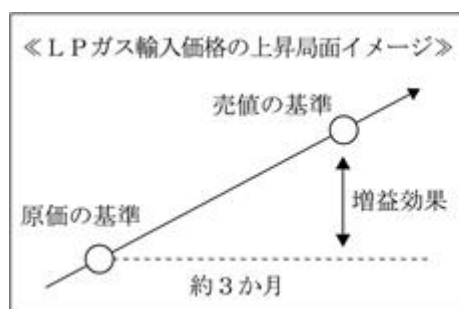 ≪ＬＰガス輸入価格の上昇局面イメージ≫
売値の基準
増益効果
原価の基準
約３か月